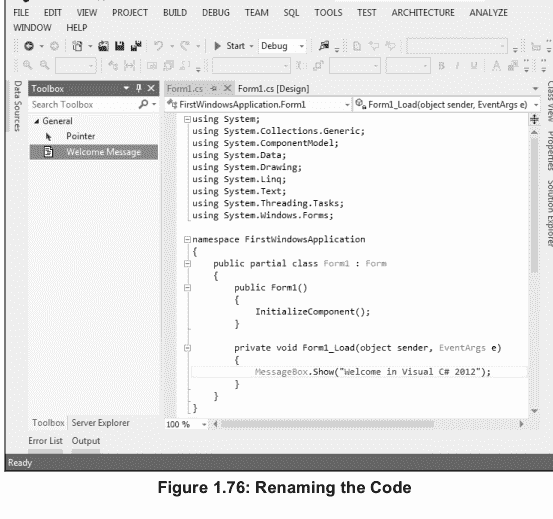 FILE EDIT VIEW PROJECT BUILD DEBUG TEAM SQL TOOLS TEST ARCHITECTURE ANALYZE
WINDOW HELP
Start Debug
B I U A
Data Sources
Toolbox
Search Toolbox
General
Pointer
Welcome Message
Form1.cs Form1.cs [Design]
FirstWindowsApplication.Form1 Form1_Load(object sender, EventArgs e)
using System;
using System.Collections.Generic;
using System.ComponentModel;
using System.Data;
using System.Drawing;
using System.Linq;
using System.Text;
using System.Threading.Tasks;
using System.Windows.Forms;
namespace FirstWindowsApplication
{
public partial class Form1 : Form
{
public Form1()
{
InitializeComponent();
}
private void Form1_Load(object sender, EventArgs e)
{
MessageBox.Show("Welcome in Visual C# 2012");
}
}
}
100 %
Class View
Properties
Solution Explorer
Toolbox Server Explorer
Error List Output
Ready
Figure 1.76: Renaming the Code